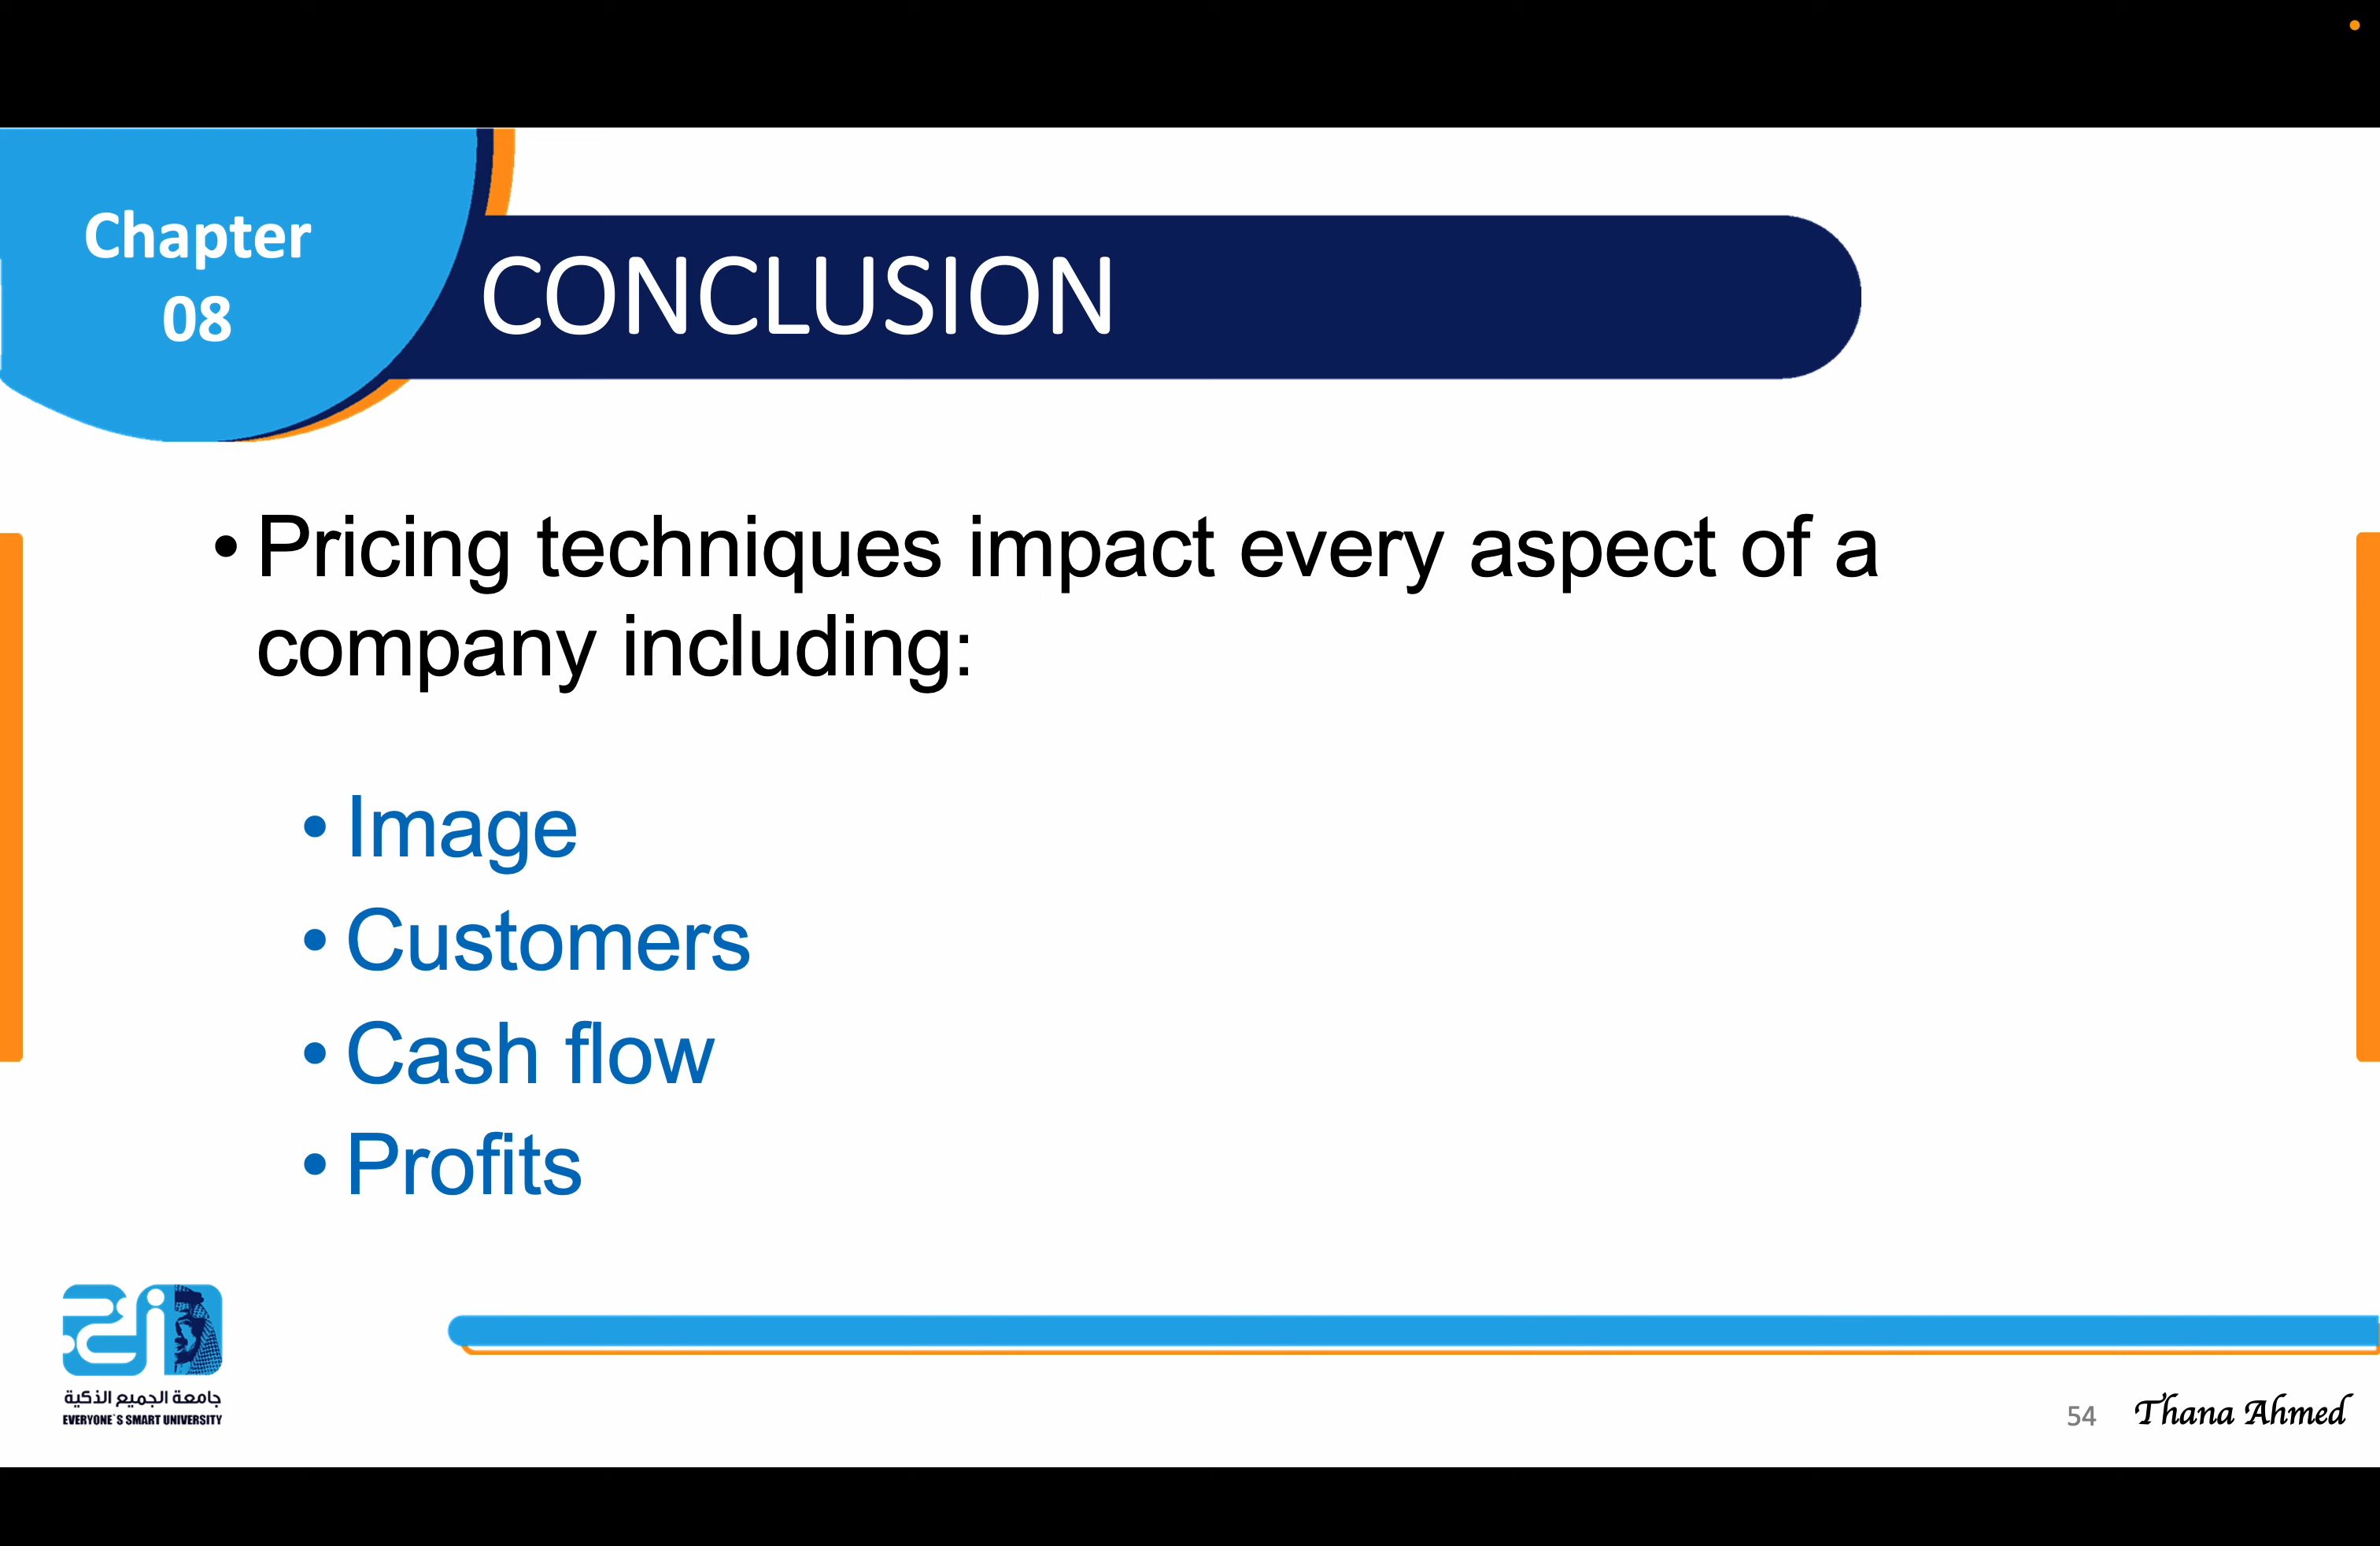 Chapter
08
CONCLUSION
• Pricing techniques impact every aspect of a
company including:
• Image
• Customers
• Cash flow
• Profits
جامعة الجميع الذكية
EVERYONE`S SMART UNIVERSITY
54
Thana Ahmed